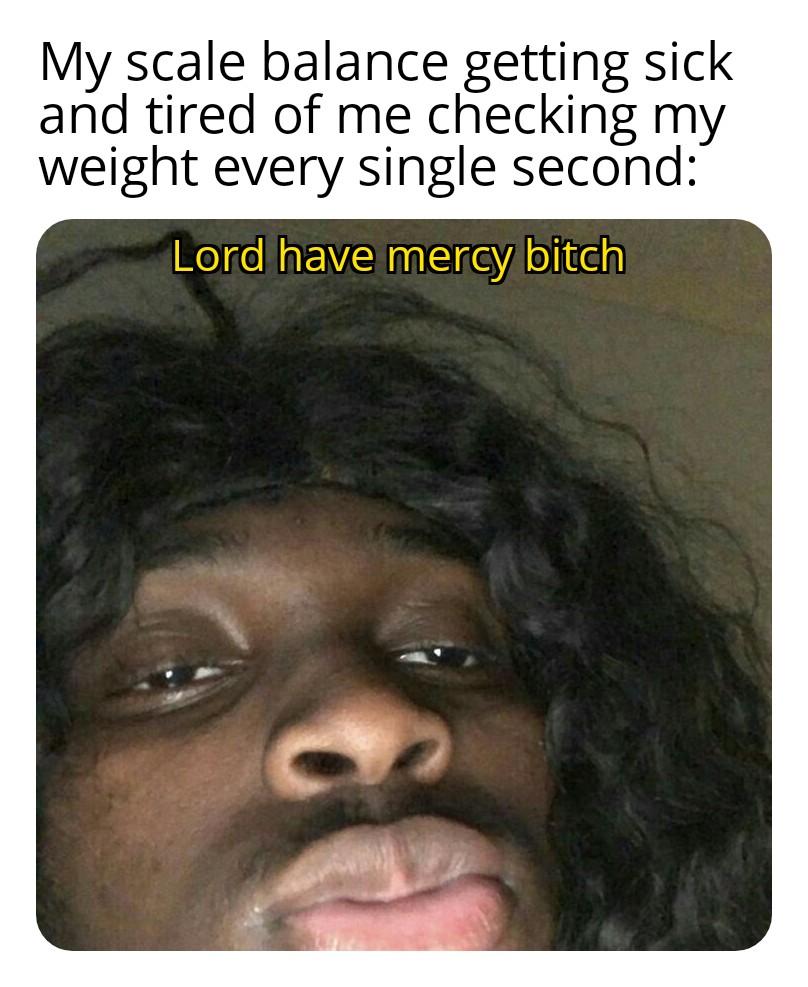 My scale balance getting sick
and tired of me checking my
weight every single second:
Lord have mercy bitch